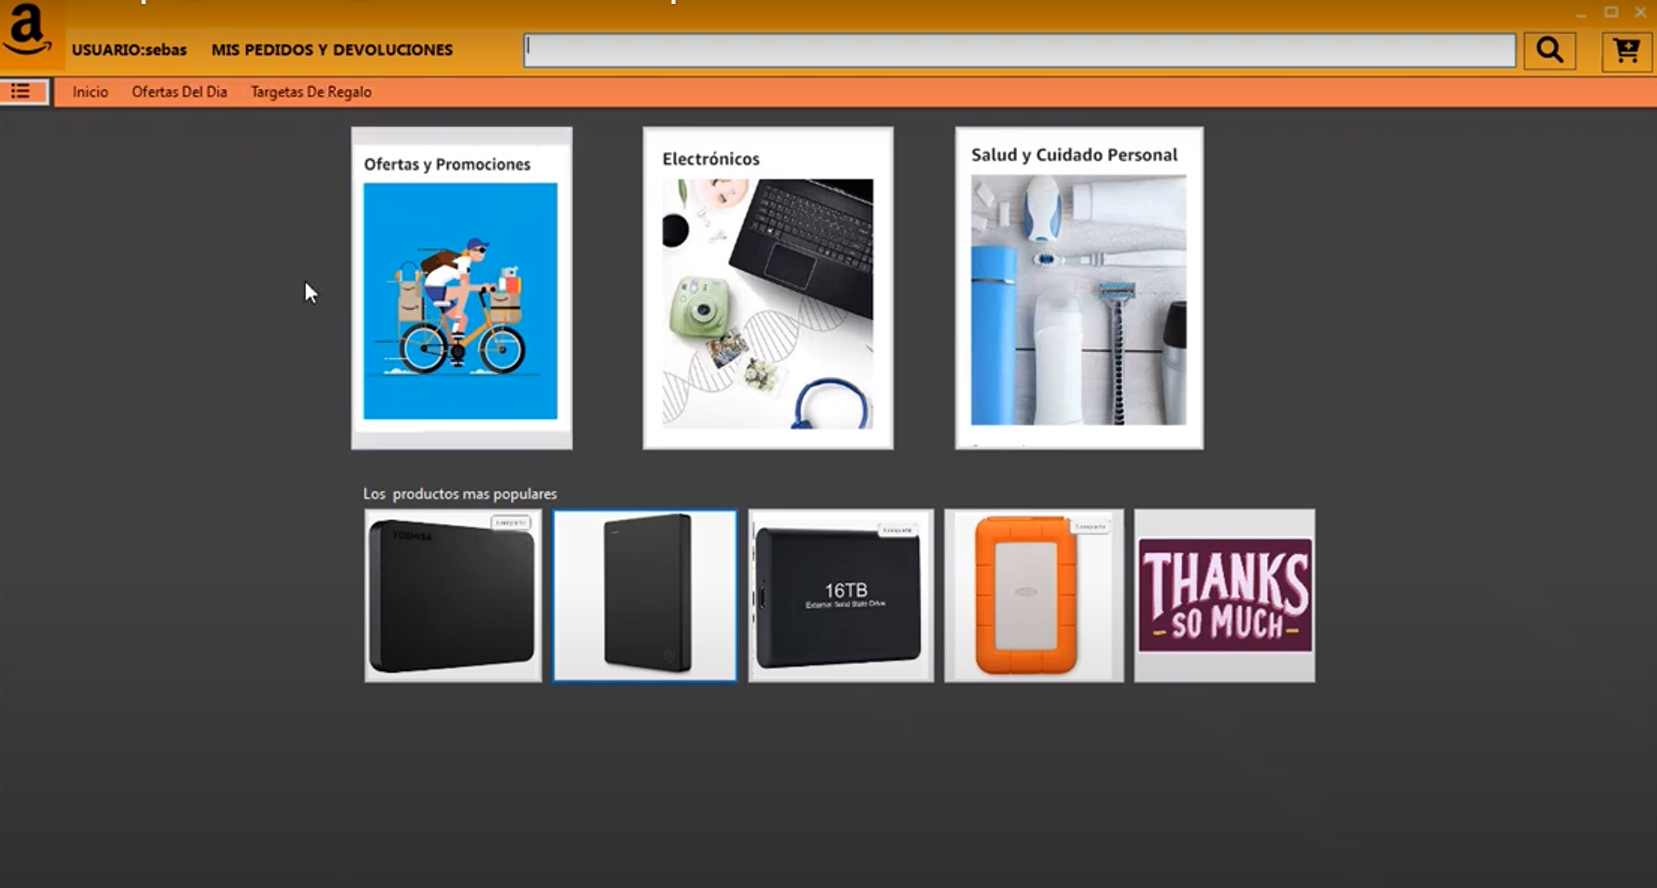 a
USUARIO:sebas MIS PEDIDOS Y DEVOLUCIONES
Inicio Ofertas Del Dia Targetas De Regalo
Ofertas y Promociones
Electrónicos
Salud y Cuidado Personal
Los productos mas populares
TOSHIBA
16TB
External Solid State Drive
THANKS
SO MUCH